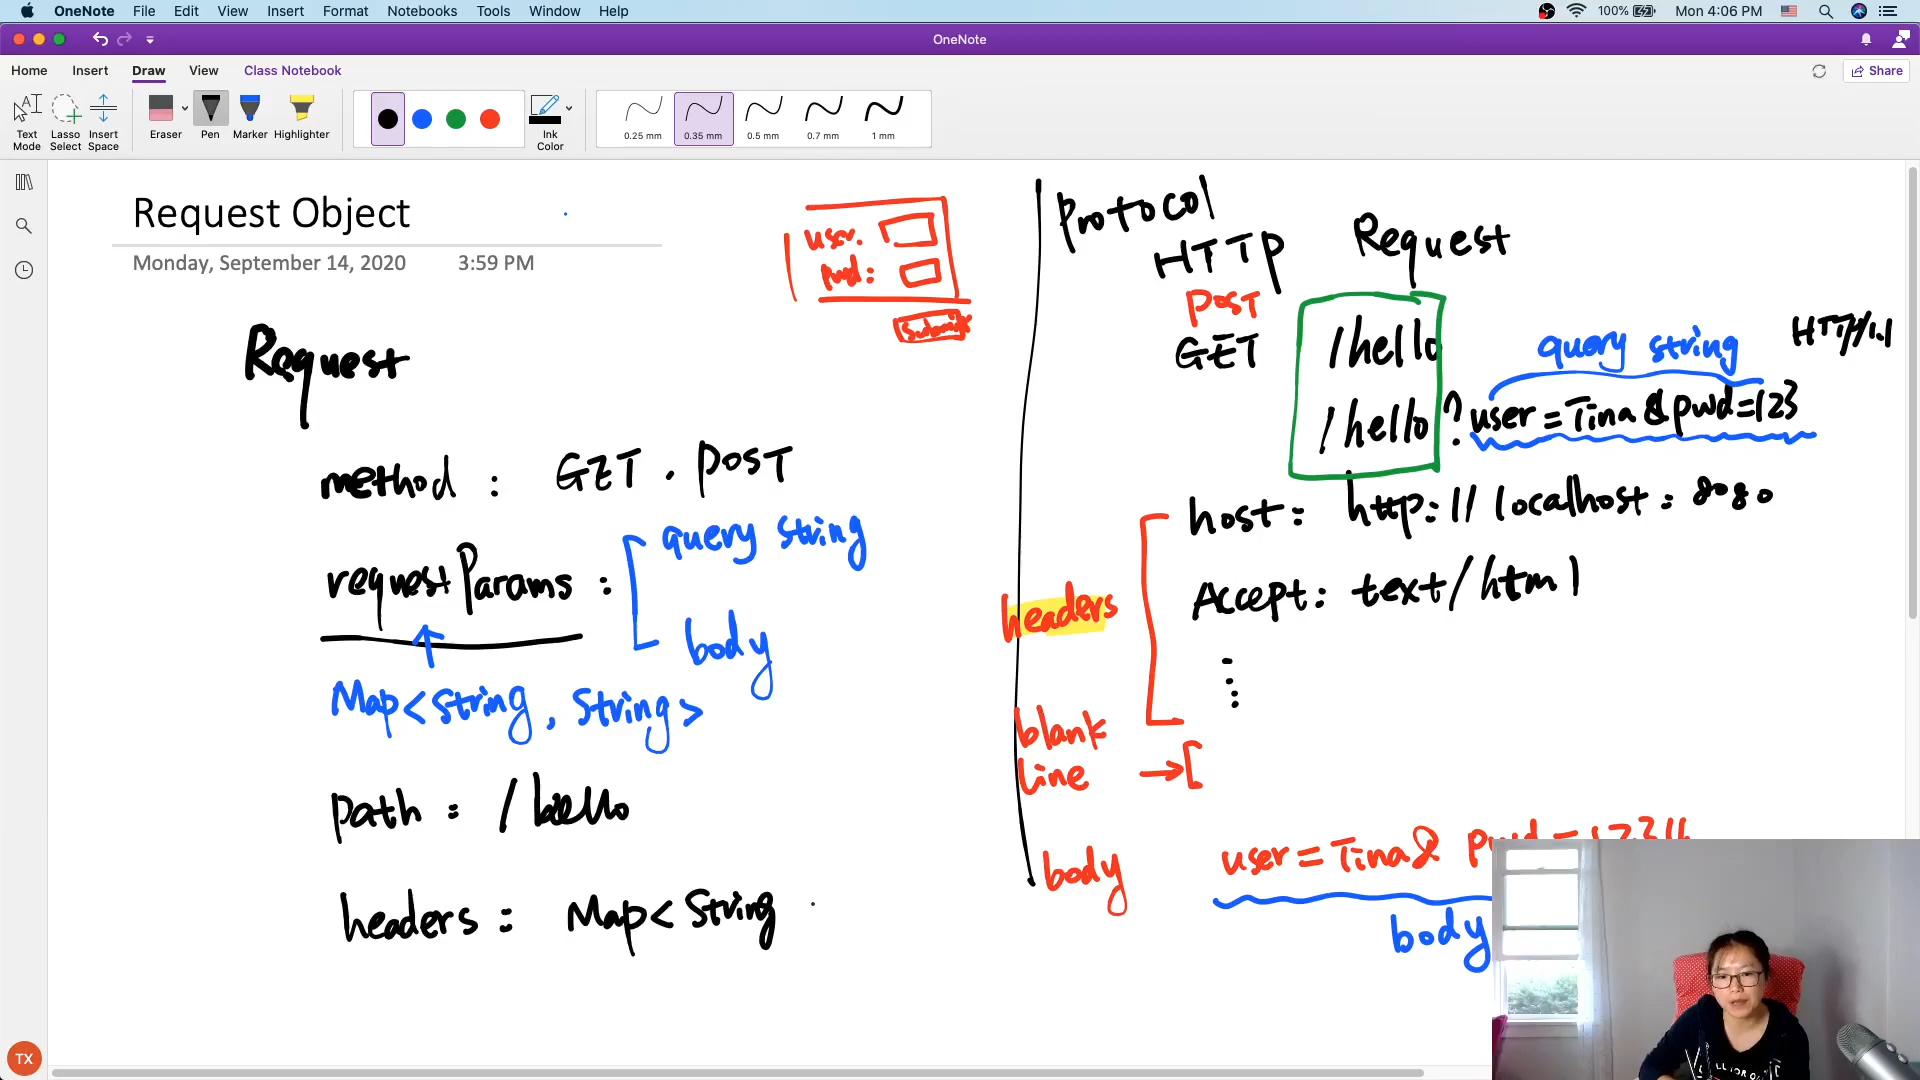 OneNote File Edit View Insert Format Notebooks Tools Window Help 100% Mon 4:06 PM
OneNote
Home Insert Draw View Class Notebook Share
Text Mode
Lasso Select
Insert Space
Eraser
Pen
Marker
Highlighter
Ink Color
0.25 mm
0.35 mm
0.5 mm
0.7 mm
1 mm
Request Object
Monday, September 14, 2020 3:59 PM
user:
pwd:
Submit
Request
method : GET . POST
requestParams :
query string
body
Map<String, String>
path : /hello
headers : Map<String
Protocol
HTTP Request
POST
GET /hello HTTP/1.1
query string
/hello ? user = Tina & pwd=123
host: http://localhost:8080
Accept: text/html
headers
blank
line →
body user=Tina&
body
TX